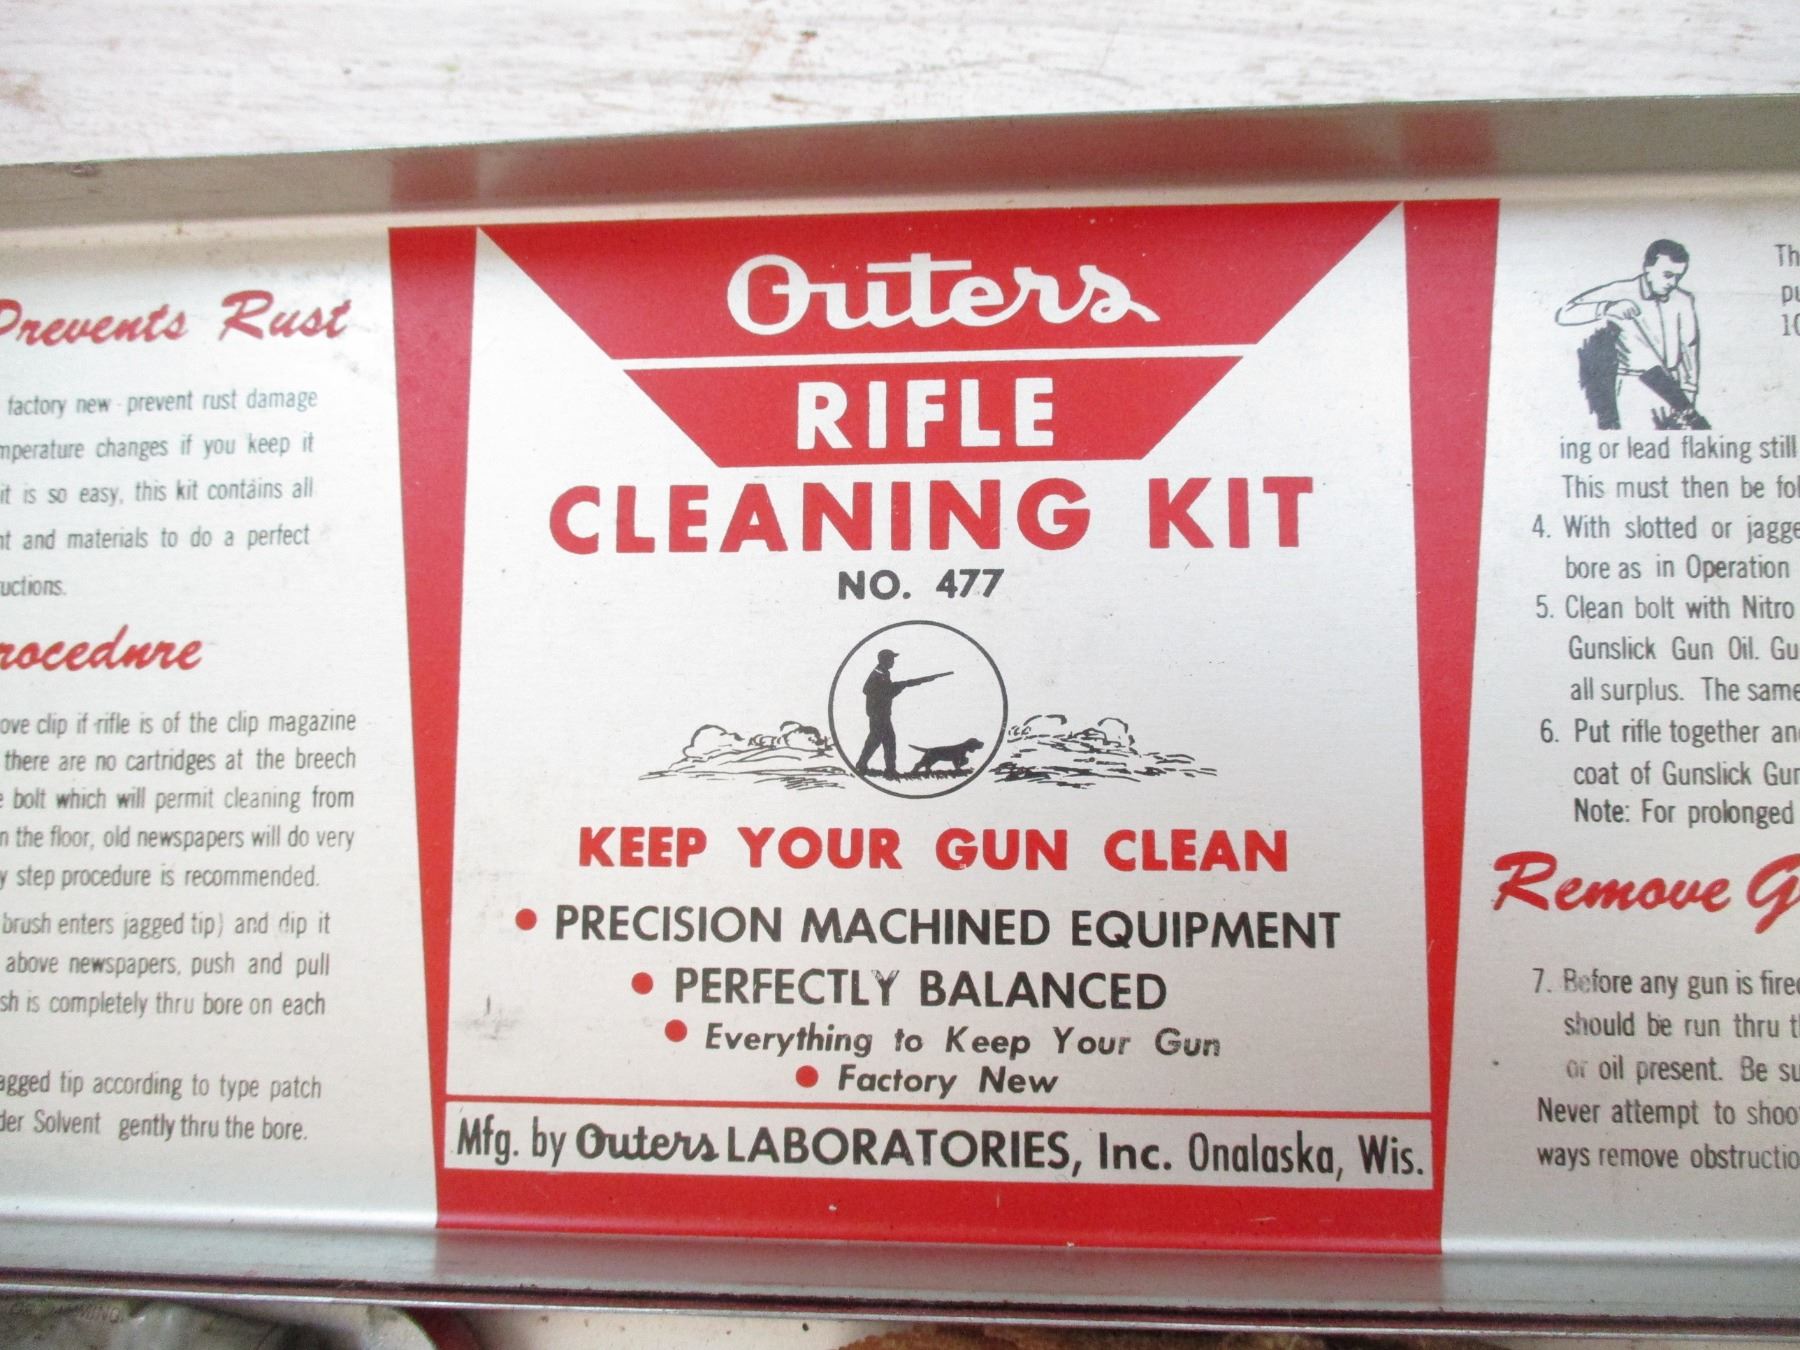 Prevents Rust
factory new - prevent rust damage
changes if you keep it
it is so easy, this kit contains all
and materials to do a perfect
ove clip if rifle is of the clip magazine
there are no cartridges at the breech
bolt which will permit cleaning from
the floor, old newspapers will do very
step procedure is recommended.
brush enters jagged tip) and dip it
above newspapers, push and pull
is completely thru bore on each
agged tip according to type patch
Solvent gently thru the bore.
Outers
RIFLE
CLEANING KIT
NO. 477
KEEP YOUR GUN CLEAN
• PRECISION MACHINED EQUIPMENT
• PERFECTLY BALANCED
• Everything to Keep Your Gun
• Factory New
Mfg. by Outers LABORATORIES, Inc. Onalaska, Wis.
Th
pu
10
ing or lead flaking still
This must then be fol
4. With slotted or jagge
bore as in Operation
5. Clean bolt with Nitro
Gunslick Gun Oil. Gu
all surplus. The same
6. Put rifle together an
coat of Gunslick Gun
Note: For prolonged
Remove G
7. Before any gun is fired
should be run thru t
or oil present. Be su
Never attempt to shoo
ways remove obstructio